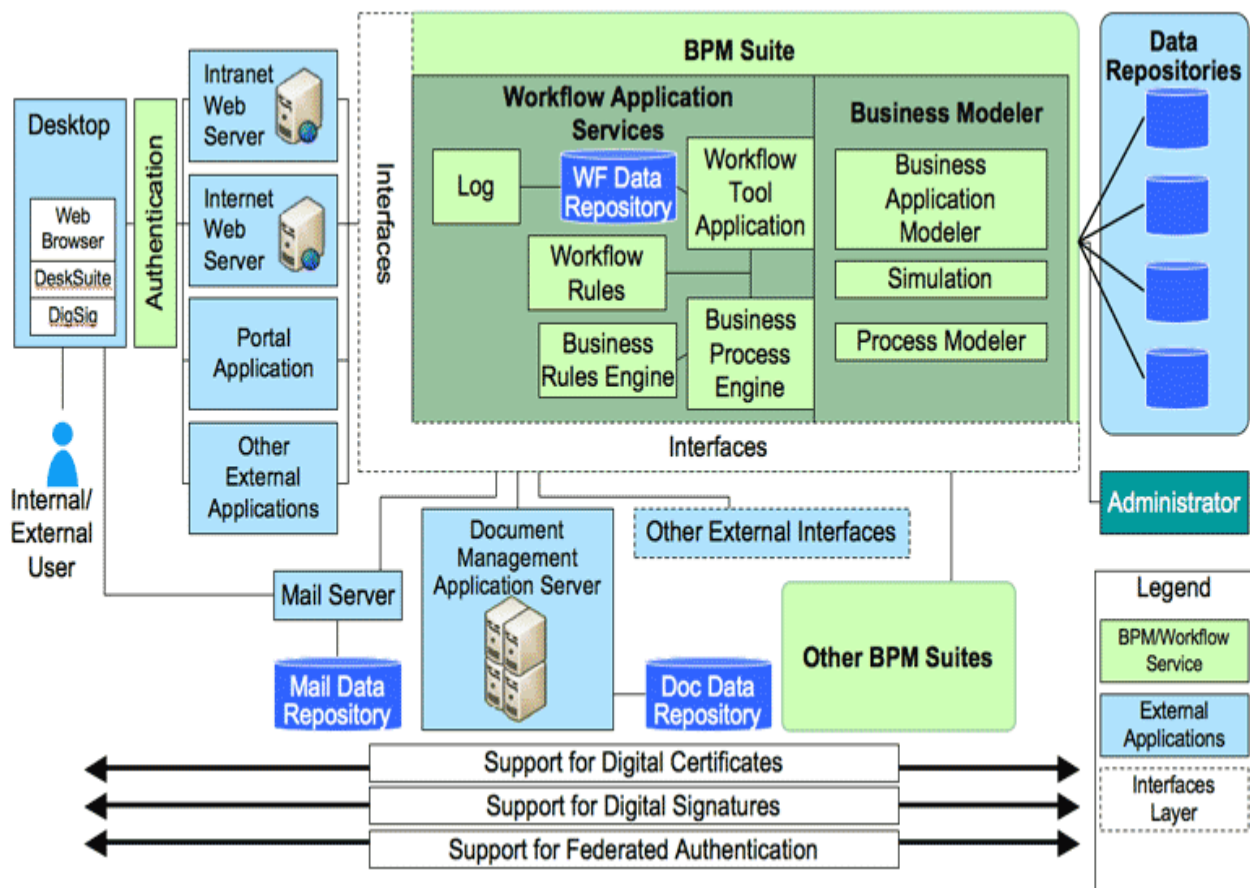 Desktop
Web
Browser
DeskSuite
DigSig
Internal/
External
User
Authentication
Intranet
Web
Server
Internet
Web
Server
Portal
Application
Other
External
Applications
Interfaces
BPM Suite
Workflow Application
Services
Log
WF Data
Repository
Workflow
Tool
Application
Workflow
Rules
Business
Rules Engine
Business
Process
Engine
Business Modeler
Business
Application
Modeler
Simulation
Process Modeler
Interfaces
Data
Repositories
Administrator
Mail Server
Mail Data
Repository
Document
Management
Application Server
Doc Data
Repository
Other External Interfaces
Other BPM Suites
Legend
BPM/Workflow
Service
External
Applications
Interfaces
Layer
Support for Digital Certificates
Support for Digital Signatures
Support for Federated Authentication